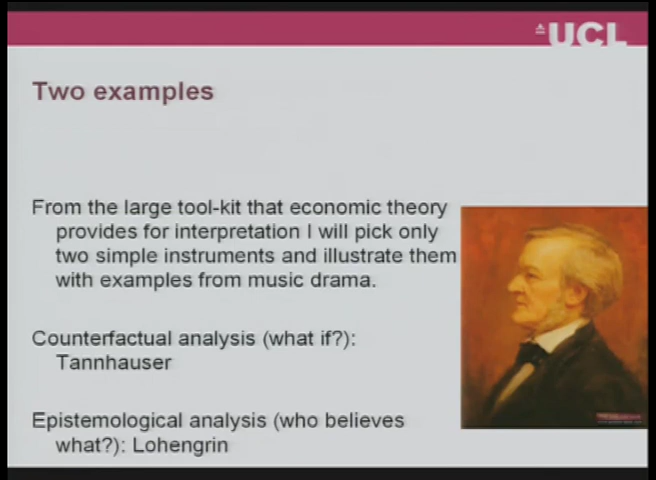 UCL
Two examples
From the large tool-kit that economic theory
provides for interpretation I will pick only
two simple instruments and illustrate them
with examples from music drama.
Counterfactual analysis (what if?):
Tannhauser
Epistemological analysis (who believes
what?): Lohengrin